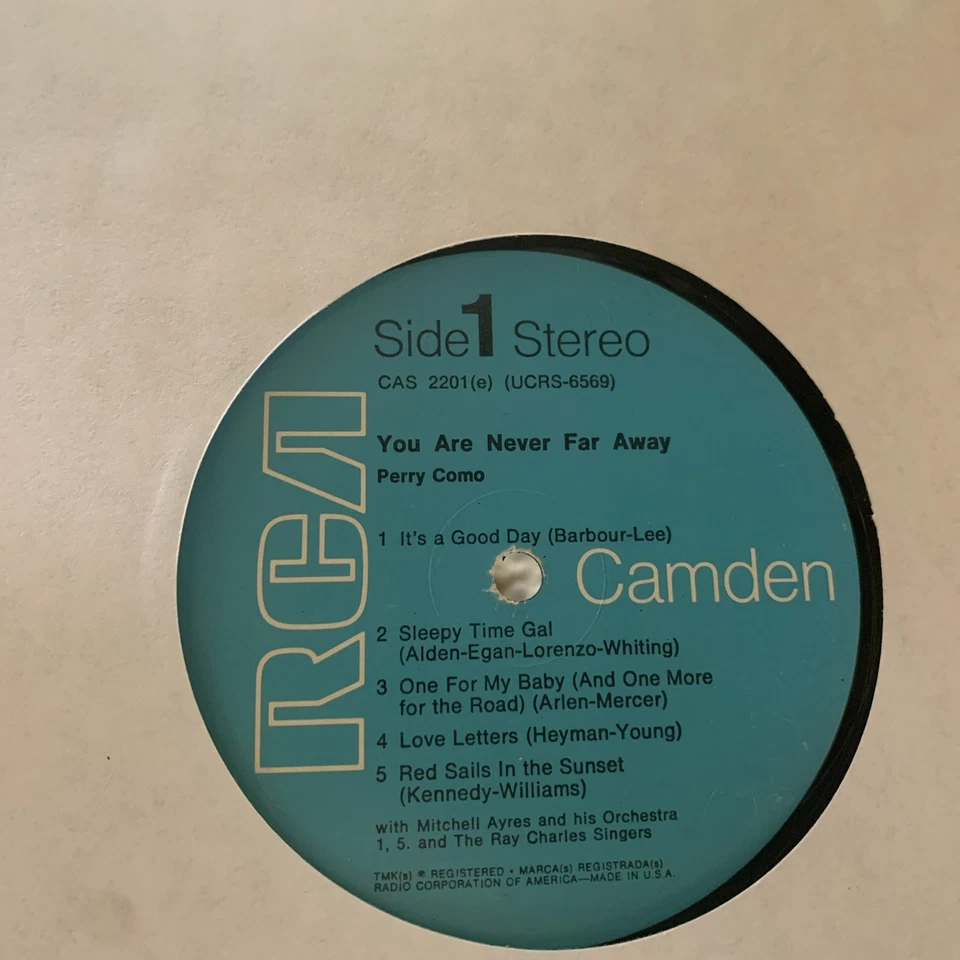 Side 1 Stereo
CAS 2201(e) (UCRS-6569)
You Are Never Far Away
Perry Como
1 It's a Good Day (Barbour-Lee)
RCA
Camden
2 Sleepy Time Gal
(Alden-Egan-Lorenzo-Whiting)
3 One For My Baby (And One More
for the Road) (Arlen-Mercer)
4 Love Letters (Heyman-Young)
5 Red Sails In the Sunset
(Kennedy-Williams)
with Mitchell Ayres and his Orchestra
1, 5. and The Ray Charles Singers
TMK(s) ® REGISTERED • MARCA(s) REGISTRADA(s)
RADIO CORPORATION OF AMERICA—MADE IN U.S.A.